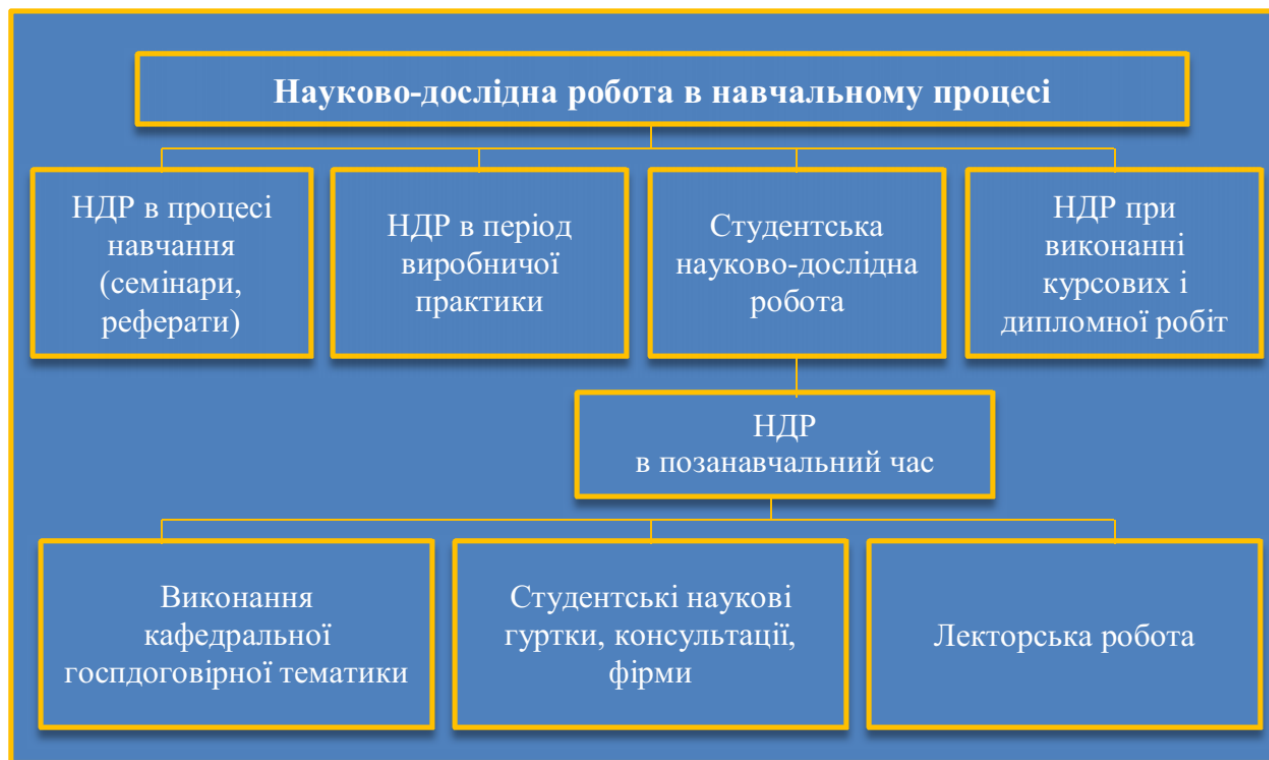 Науково-дослідна робота в навчальному процесі
НДР в процесі
навчання
(семінари,
реферати)
НДР в період
виробничої
практики
Студентська
науково-дослідна
робота
НДР при
виконанні
курсових і
дипломної робіт
НДР
в позанавчальний час
Виконання
кафедральної
госпдоговірної тематики
Студентські наукові
гуртки, консультації,
фірми
Лекторська робота